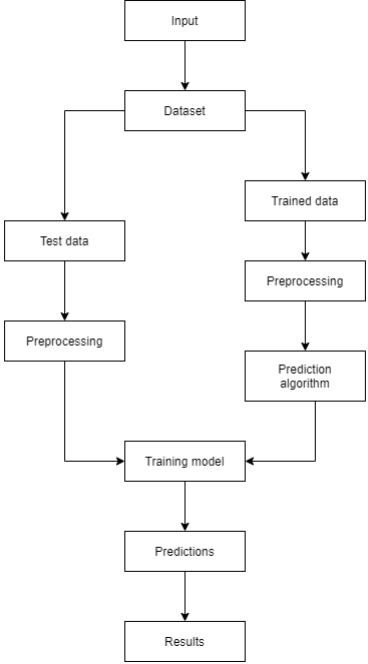 Input
Dataset
Trained data
Test data
Preprocessing
Preprocessing
Prediction
algorithm
Training model
Predictions
Results